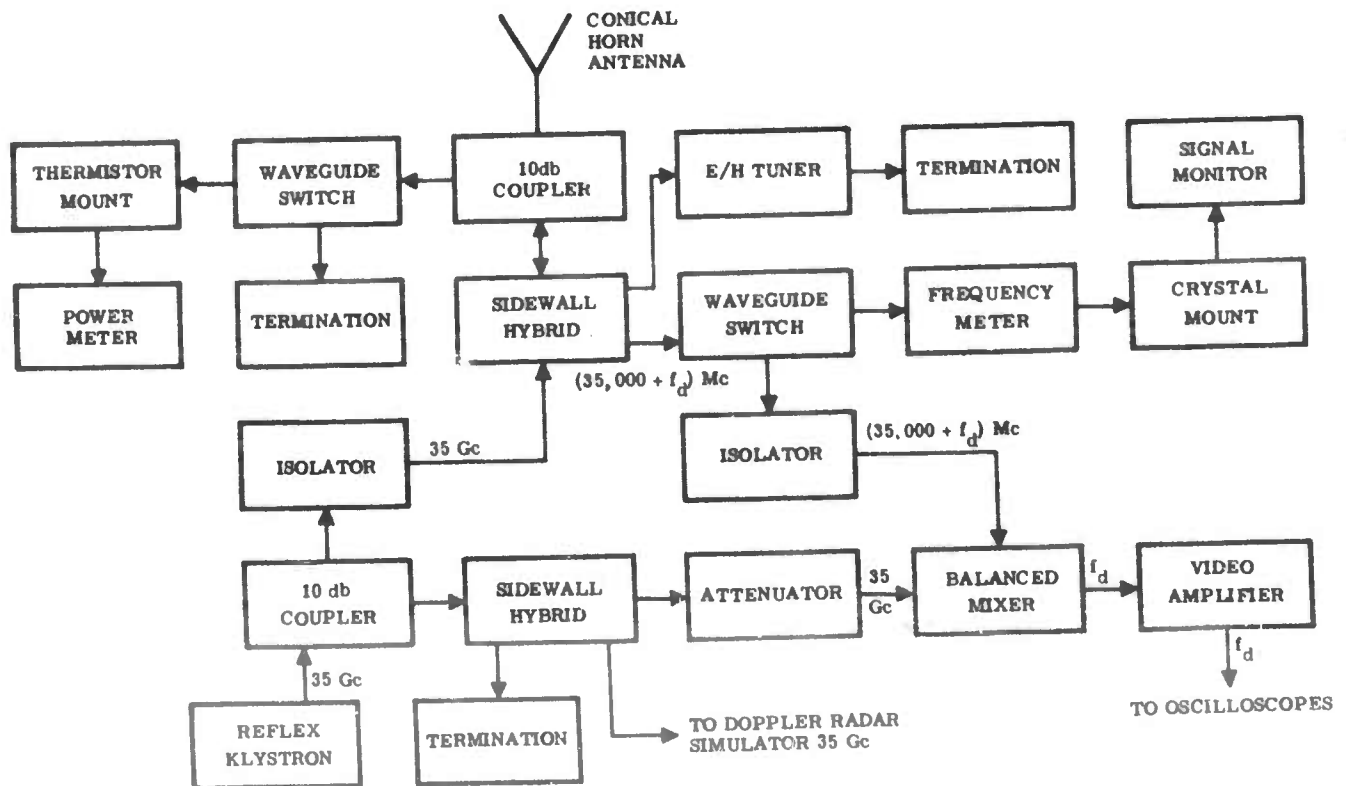 CONICAL
HORN
ANTENNA
THERMISTOR
MOUNT
WAVEGUIDE
SWITCH
10db
COUPLER
E/H TUNER
TERMINATION
SIGNAL
MONITOR
POWER
METER
TERMINATION
SIDEWALL
HYBRID
WAVEGUIDE
SWITCH
FREQUENCY
METER
CRYSTAL
MOUNT
(35,000 + fd) Mc
ISOLATOR
35 Gc
ISOLATOR
(35,000 + fd) Mc
10 db
COUPLER
SIDEWALL
HYBRID
ATTENUATOR
35
Gc
BALANCED
MIXER
fd
VIDEO
AMPLIFIER
35 Gc
fd
REFLEX
KLYSTRON
TERMINATION
TO DOPPLER RADAR
SIMULATOR 35 Gc
TO OSCILLOSCOPES